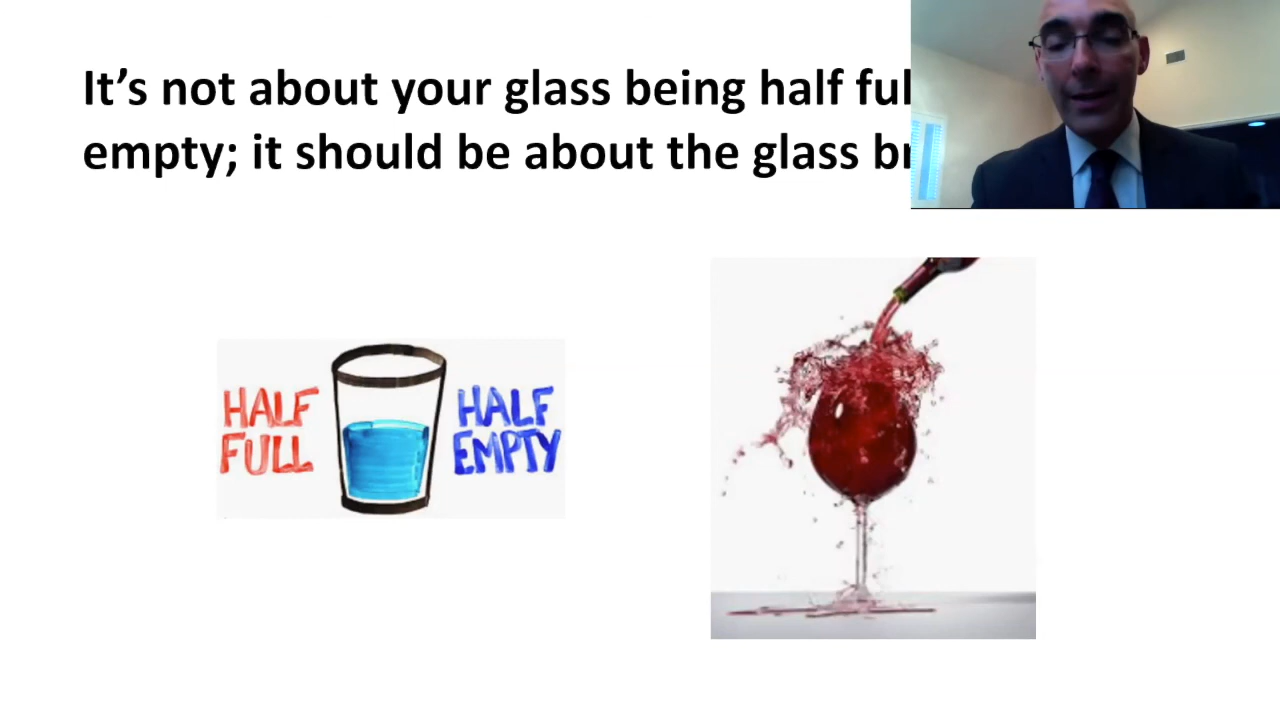 It's not about your glass being half ful
empty; it should be about the glass br
HALF
FULL
HALF
EMPTY